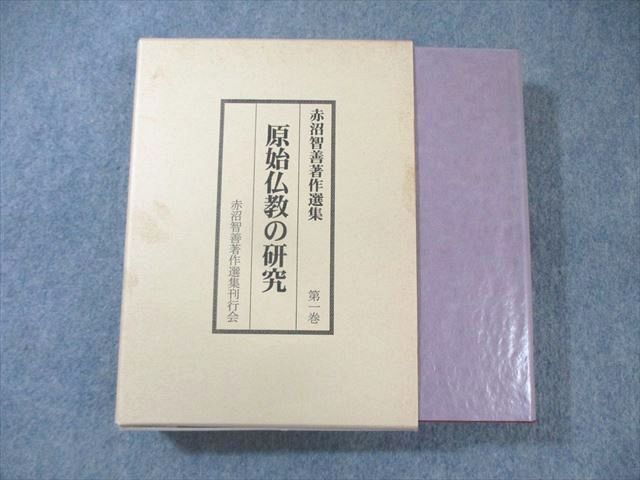 赤沼智善著作選集 第一巻
原始仏教の研究
赤沼智善著作選集刊行会